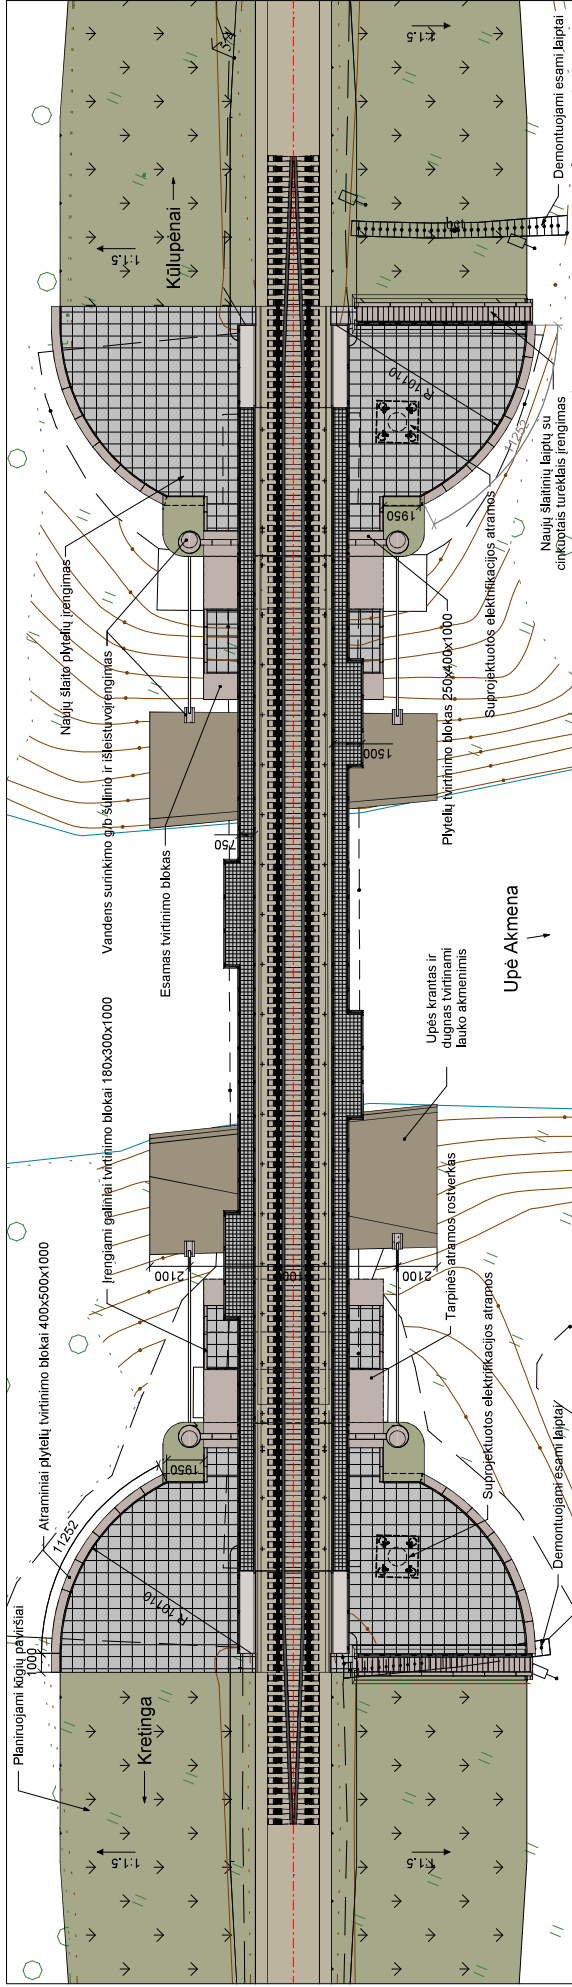 Planiruojami kūgių paviršiai
1000
Atraminiai plytelų tvirtinimo blokai 400x500x1000
11252
R 10110
Įrengiami galiniai tvirtinimo blokai 180x300x1000
1950
2100
2100
Kretinga
1:1.5
1:1.5
Demontuojami esami laiptai
Suprojektuotos elektrifikacijos atramos
Tarpinės atramos rostverkas
Upės krantas ir
dugnas tvirtinami
lauko akmenimis
Upė Akmena
Esamas tvirtinimo blokas
750
1500
Vandens surinkimo g/b šulinio ir išleistuvo įrengimas
Naujų šlaito plytelių įrengimas
Plytelių tvirtinimo blokas 250x400x1000
Suprojektuotos elektrifikacijos atramos
1950
R 10110
11252
Naujų šlaitinių laiptų su
cinkuotais turėklais įrengimas
Kūlupėnai
1:1.5
1:1.5
Demontuojami esami laiptai